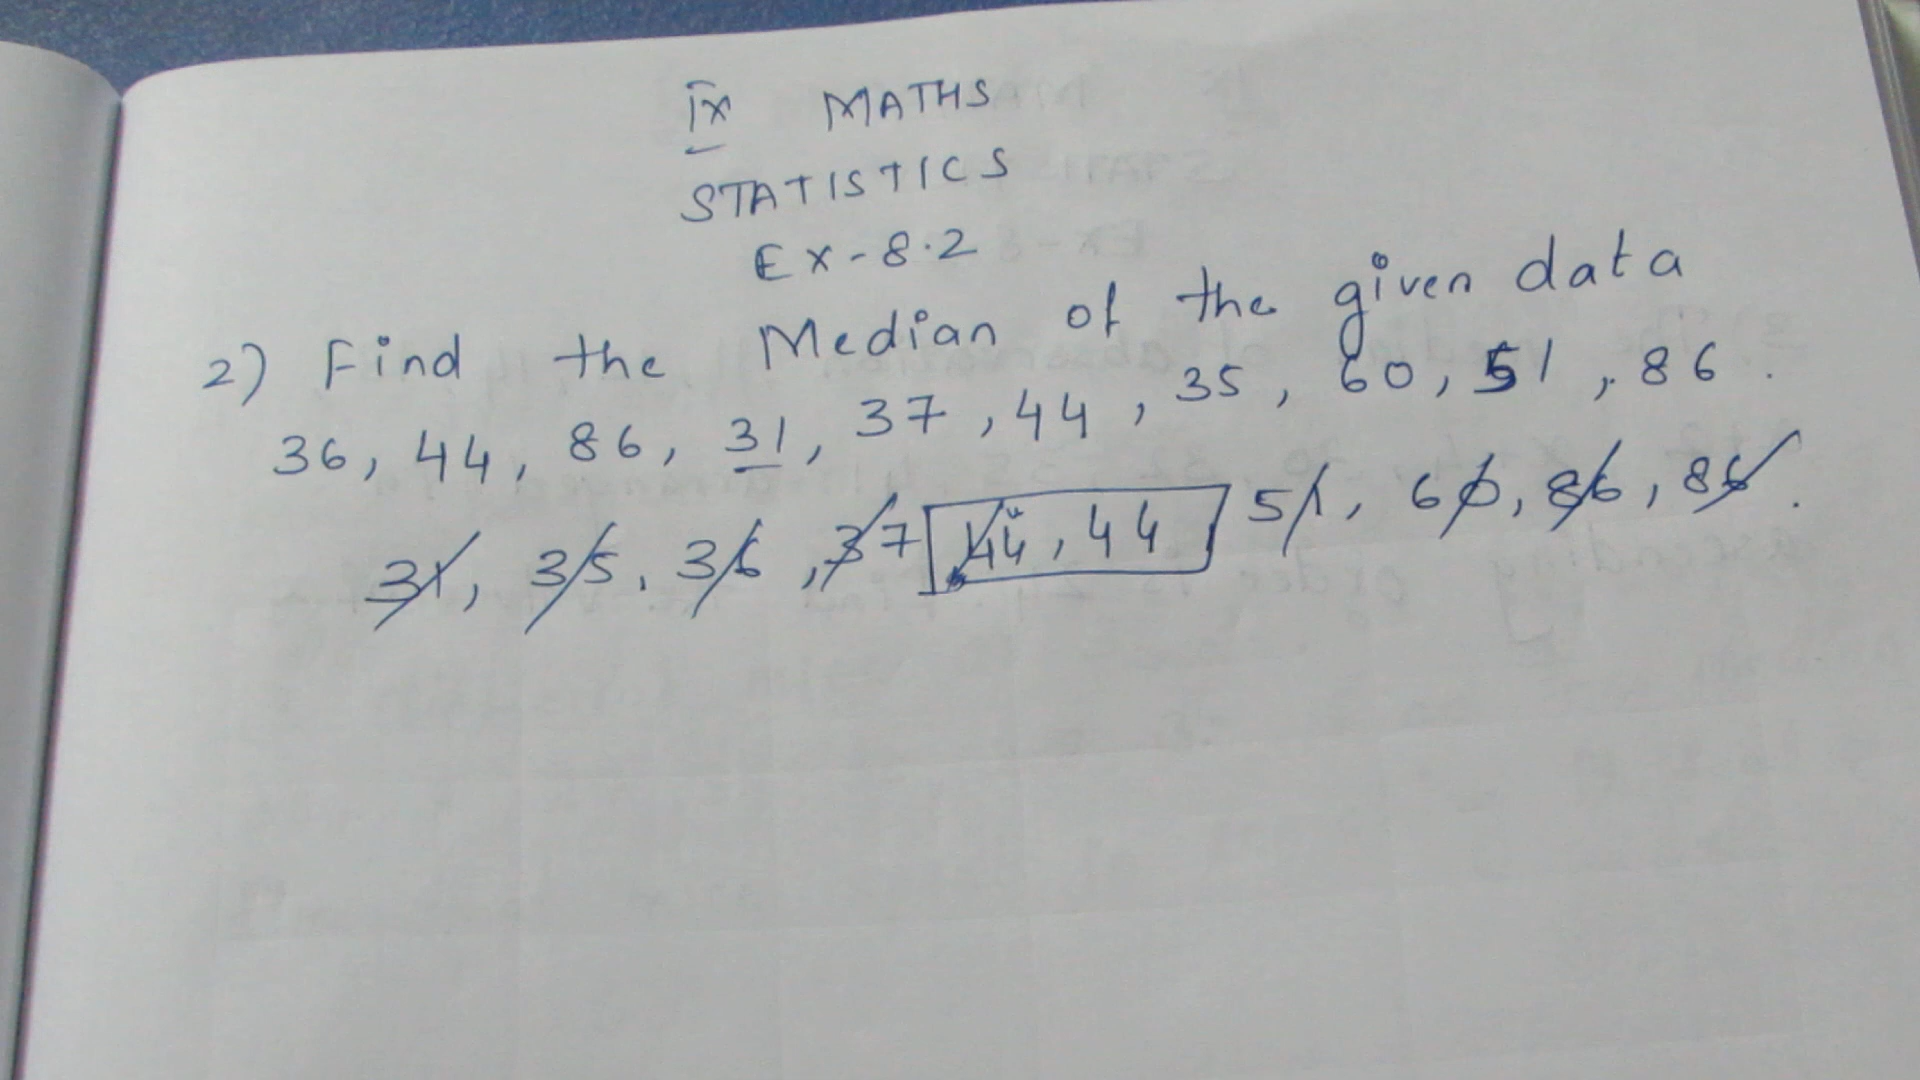 IX MATHS
STATISTICS
EX-8.2
2) Find the Median of the given data
36, 44, 86, 31, 37, 44, 35, 60, 51, 86.
31, 35, 36, 37 44, 44 51, 60, 86, 86.